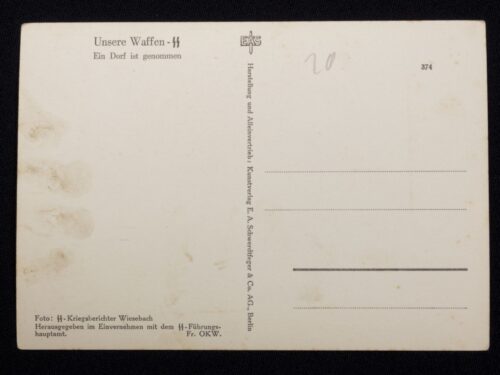 Unsere Waffen-ᛋᛋ
Ein Dorf ist genommen
EAS
20
374
Herstellung und Alleinvertrieb: Kunstverlag E. A. Schwerdtfeger & Co. AG., Berlin
Foto: ᛋᛋ-Kriegsberichter Wiesebach
Herausgegeben im Einvernehmen mit dem ᛋᛋ-Führungs-
hauptamt. Fr. OKW.